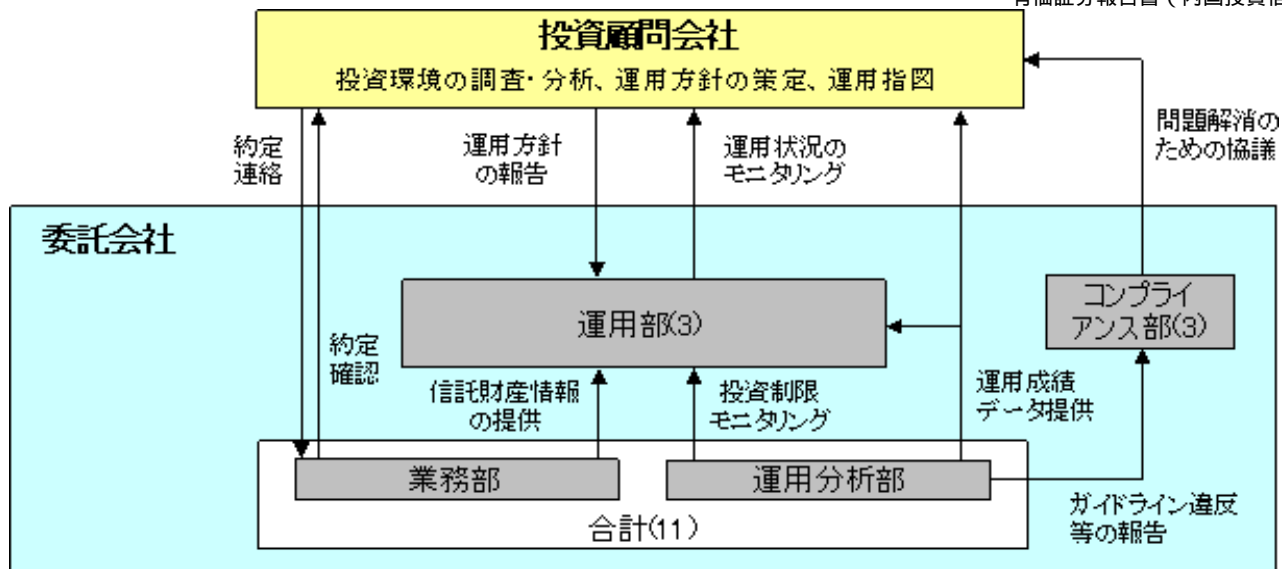 投資顧問会社
投資環境の調査・分析、運用方針の策定、運用指図
約定
連絡
運用方針
の報告
運用状況の
モニタリング
問題解消の
ための協議
委託会社
運用部(3)
コンプライ
アンス部(3)
約定
確認
信託財産情報
の提供
投資制限
モニタリング
運用成績
データ提供
業務部
運用分析部
合計(11)
ガイドライン違反
等の報告